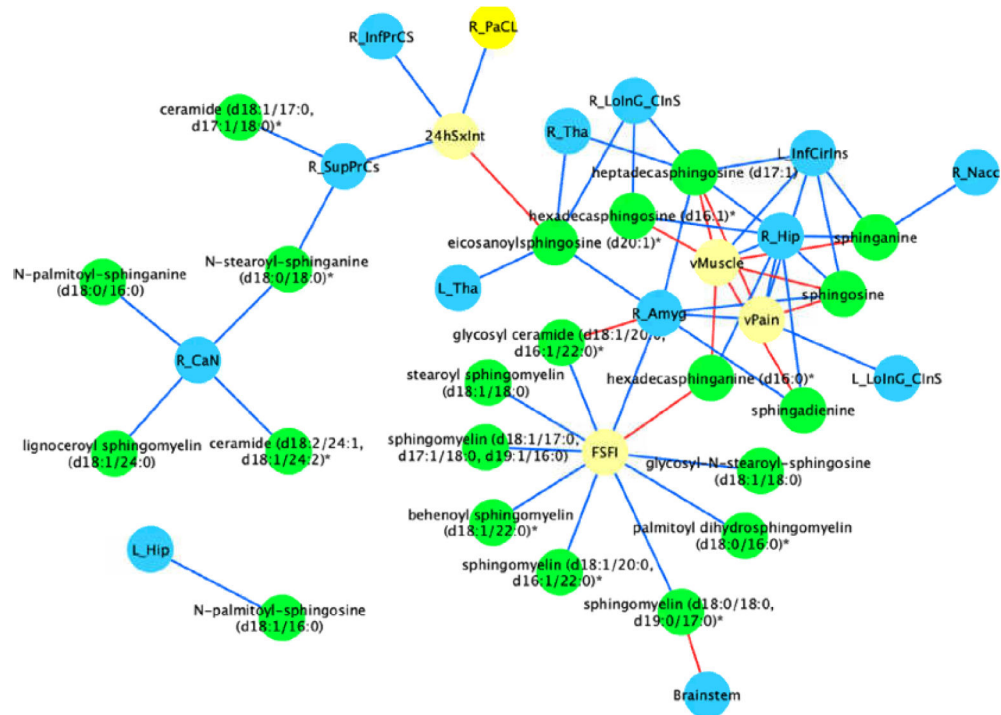 R_PaCL
R_InfPrCS
R_LoInG_CInS
ceramide (d18:1/17:0,
d17:1/18:0)*
24hSxInt
R_Tha
L_InfCirIns
R_SupPrCs
heptadecasphingosine (d17:1)
R_Nacc
hexadecasphingosine (d16:1)*
eicosanoylsphingosine (d20:1)*
R_Hip
sphinganine
N-palmitoyl-sphinganine
(d18:0/16:0)
N-stearoyl-sphinganine
(d18:0/18:0)*
vMuscle
L_Tha
sphingosine
R_Amyg
vPain
glycosyl ceramide (d18:1/20:0,
d16:1/22:0)*
R_CaN
stearoyl sphingomyelin
(d18:1/18:0)
hexadecasphinganine (d16:0)*
L_LoInG_CInS
sphingadienine
lignoceroyl sphingomyelin
(d18:1/24:0)
ceramide (d18:2/24:1,
d18:1/24:2)*
sphingomyelin (d18:1/17:0,
d17:1/18:0, d19:1/16:0)
FSFI
glycosyl-N-stearoyl-sphingosine
(d18:1/18:0)
behenoyl sphingomyelin
(d18:1/22:0)*
palmitoyl dihydrosphingomyelin
(d18:0/16:0)*
L_Hip
sphingomyelin (d18:1/20:0,
d16:1/22:0)*
N-palmitoyl-sphingosine
(d18:1/16:0)
sphingomyelin (d18:0/18:0,
d19:0/17:0)*
Brainstem